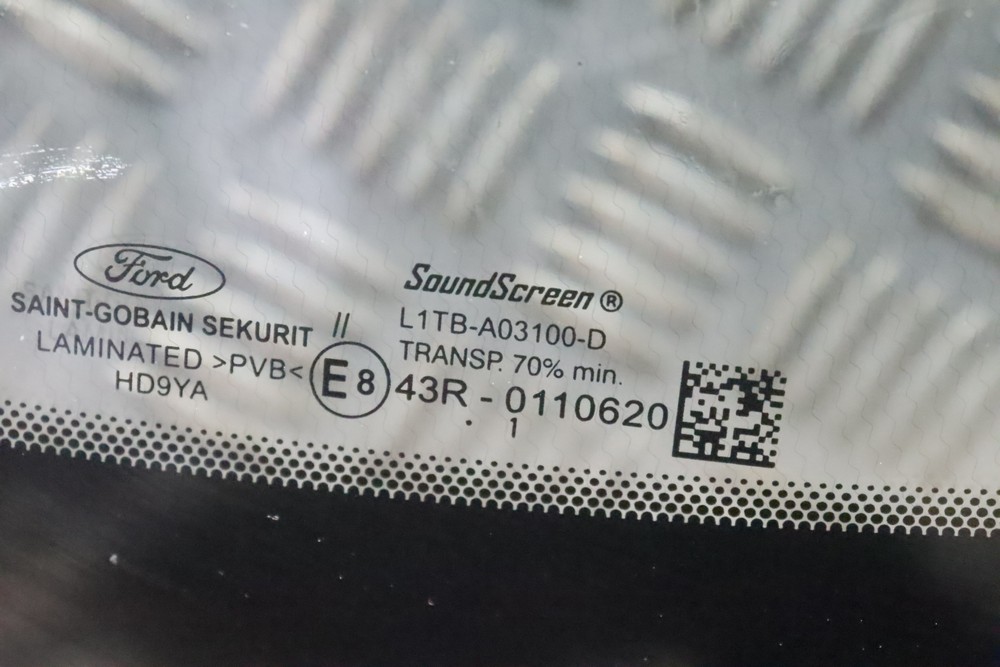 Ford
SAINT-GOBAIN SEKURIT //
LAMINATED >PVB<
HD9YA
E8
SoundScreen®
L1TB-A03100-D
TRANSP. 70% min.
43R - 0110620
. 1